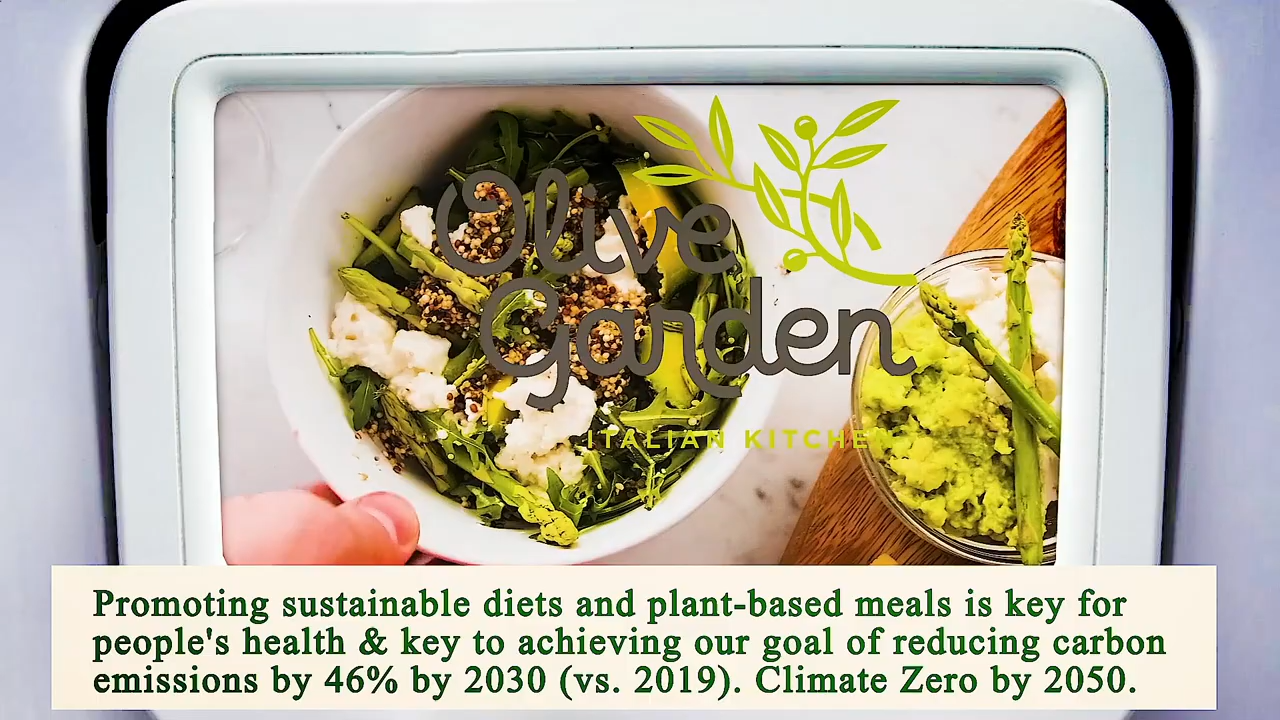 Olive
Garden
ITALIAN KITCHEN
Promoting sustainable diets and plant-based meals is key for
people's health & key to achieving our goal of reducing carbon
emissions by 46% by 2030 (vs. 2019). Climate Zero by 2050.